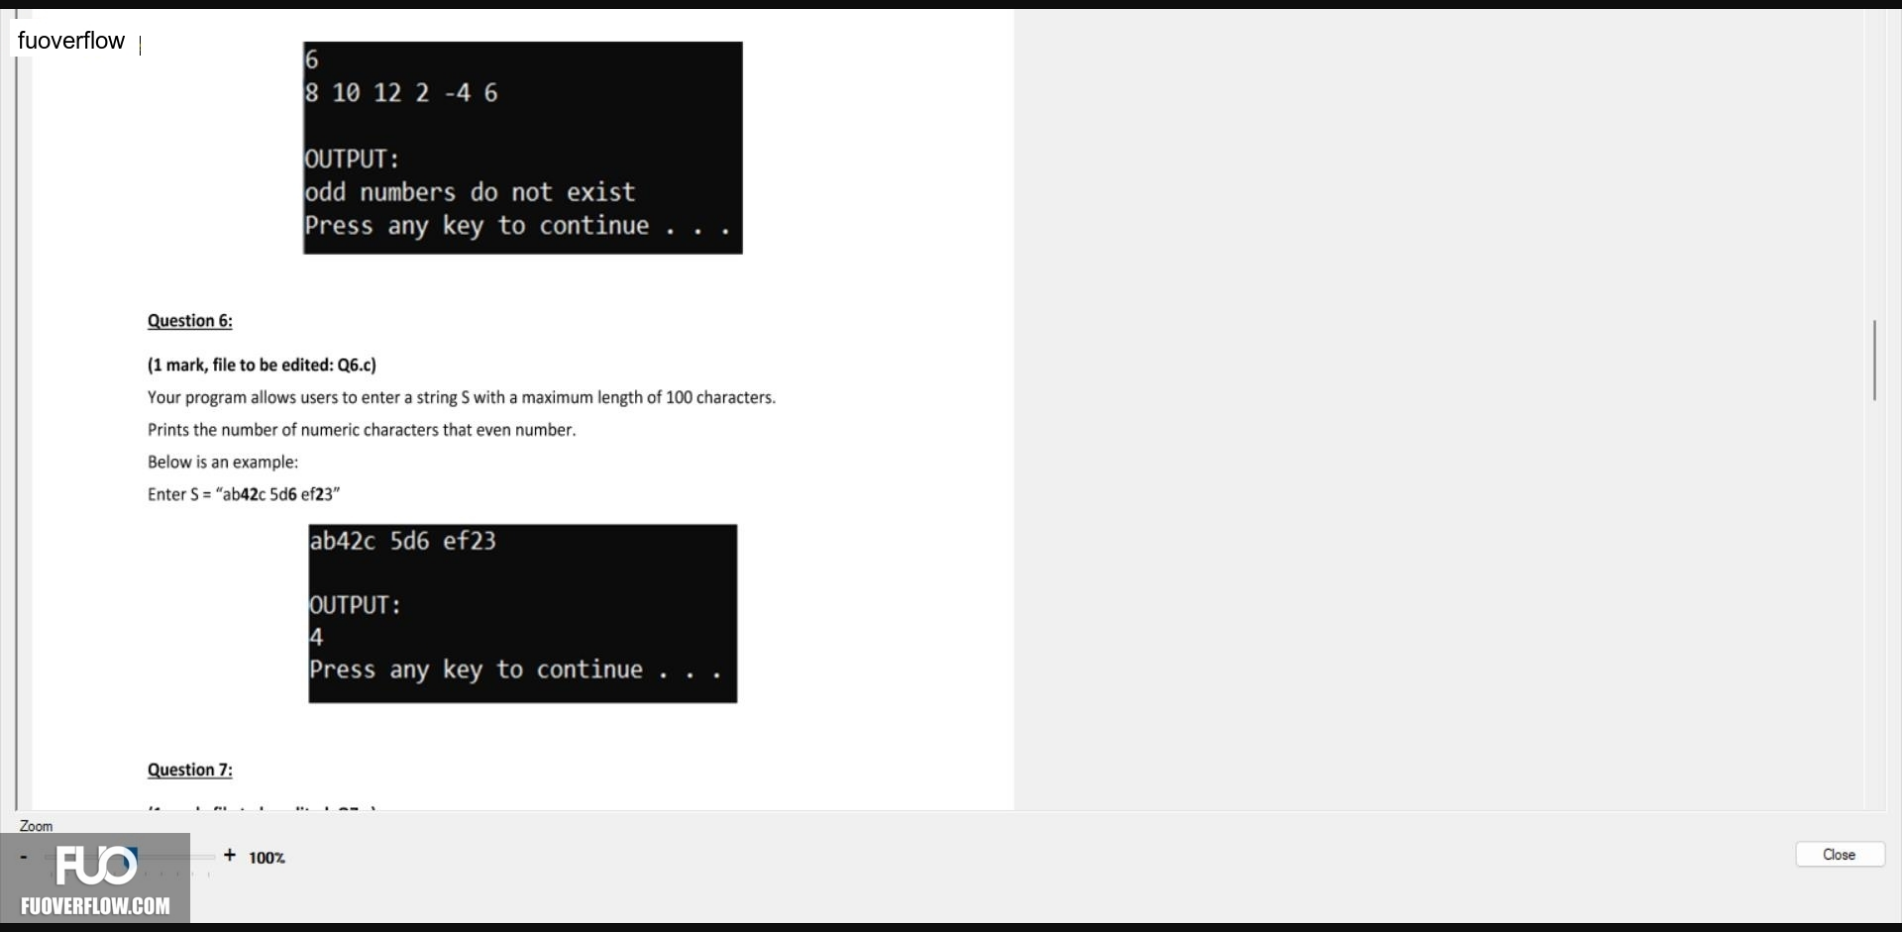 fuoverflow
6
8 10 12 2 -4 6
OUTPUT:
odd numbers do not exist
Press any key to continue . . .
Question 6:
(1 mark, file to be edited: Q6.c)
Your program allows users to enter a string S with a maximum length of 100 characters.
Prints the number of numeric characters that even number.
Below is an example:
Enter S = “ab42c 5d6 ef23”
ab42c 5d6 ef23
OUTPUT:
4
Press any key to continue . . .
Question 7:
Zoom
- + 100%
Close
FUO
FUOVERFLOW.COM